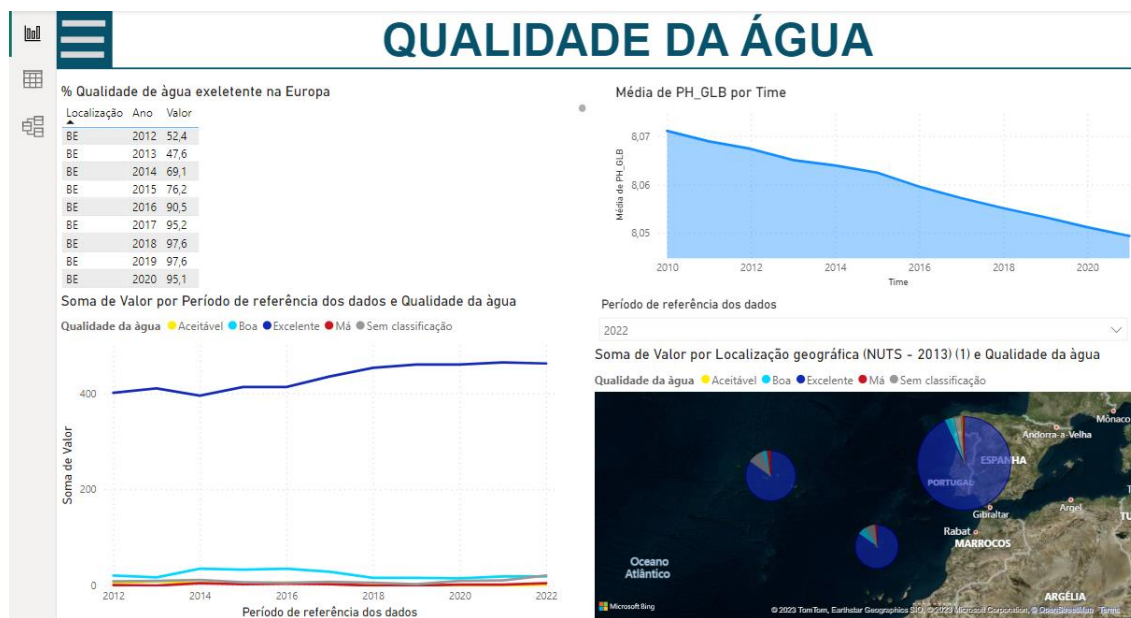 QUALIDADE DA ÁGUA
% Qualidade de àgua exeletente na Europa
Localização Ano Valor
BE 2012 52,4
BE 2013 47,6
BE 2014 69,1
BE 2015 76,2
BE 2016 90,5
BE 2017 95,2
BE 2018 97,6
BE 2019 97,6
BE 2020 95,1
Média de PH_GLB por Time
Média de PH_GLB
8,07
8,06
8,05
2010 2012 2014 2016 2018 2020
Time
Soma de Valor por Período de referência dos dados e Qualidade da àgua
Qualidade da àgua Aceitável Boa Excelente Má Sem classificação
Soma de Valor
400
200
0
2012 2014 2016 2018 2020 2022
Período de referência dos dados
Período de referência dos dados
2022
Soma de Valor por Localização geográfica (NUTS - 2013) (1) e Qualidade da àgua
Qualidade da àgua Aceitável Boa Excelente Má Sem classificação
Mônaco
Andorra-a-Velha
ESPANHA
PORTUGAL
Gibraltar
Argel
TU
Rabat
MARROCOS
Oceano
Atlântico
ARGÉLIA
Microsoft Bing
© 2023 TomTom, Earthstar Geographics SIO, © 2023 Microsoft Corporation, © OpenStreetMap Terms